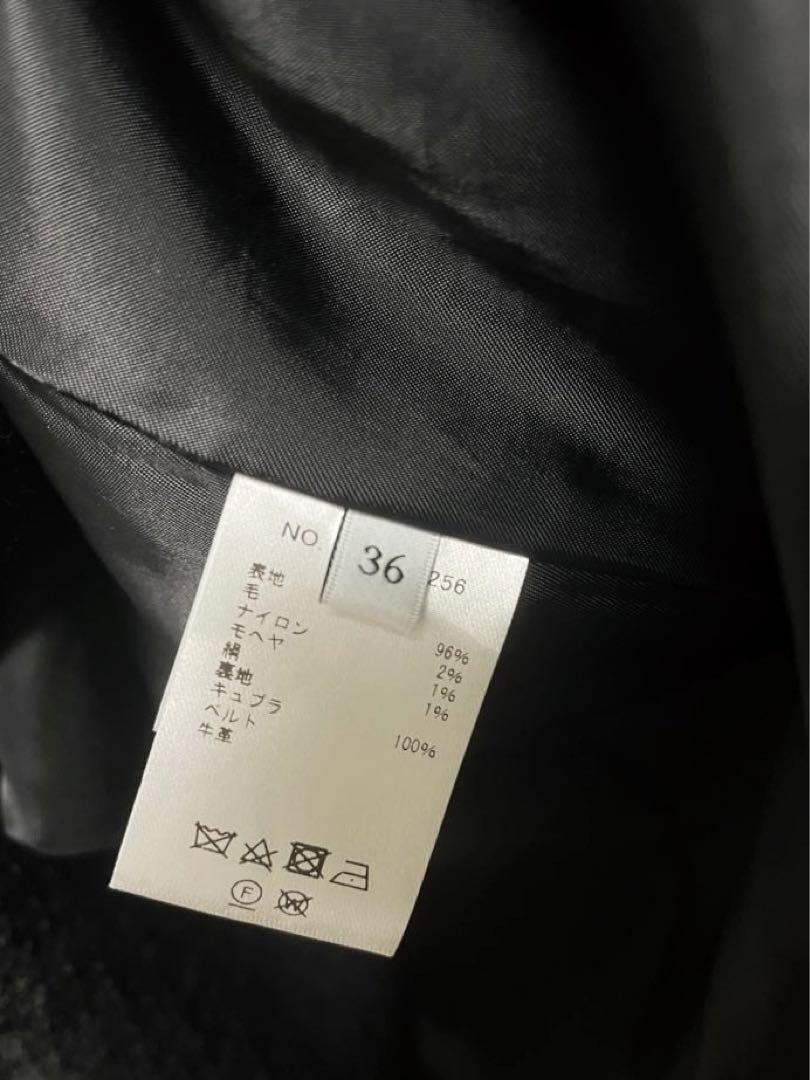 NO. 256
36
表地
毛 96%
ナイロン 2%
モヘヤ 1%
絹 1%
裏地
キュプラ 100%
ベルト
牛革
F
W